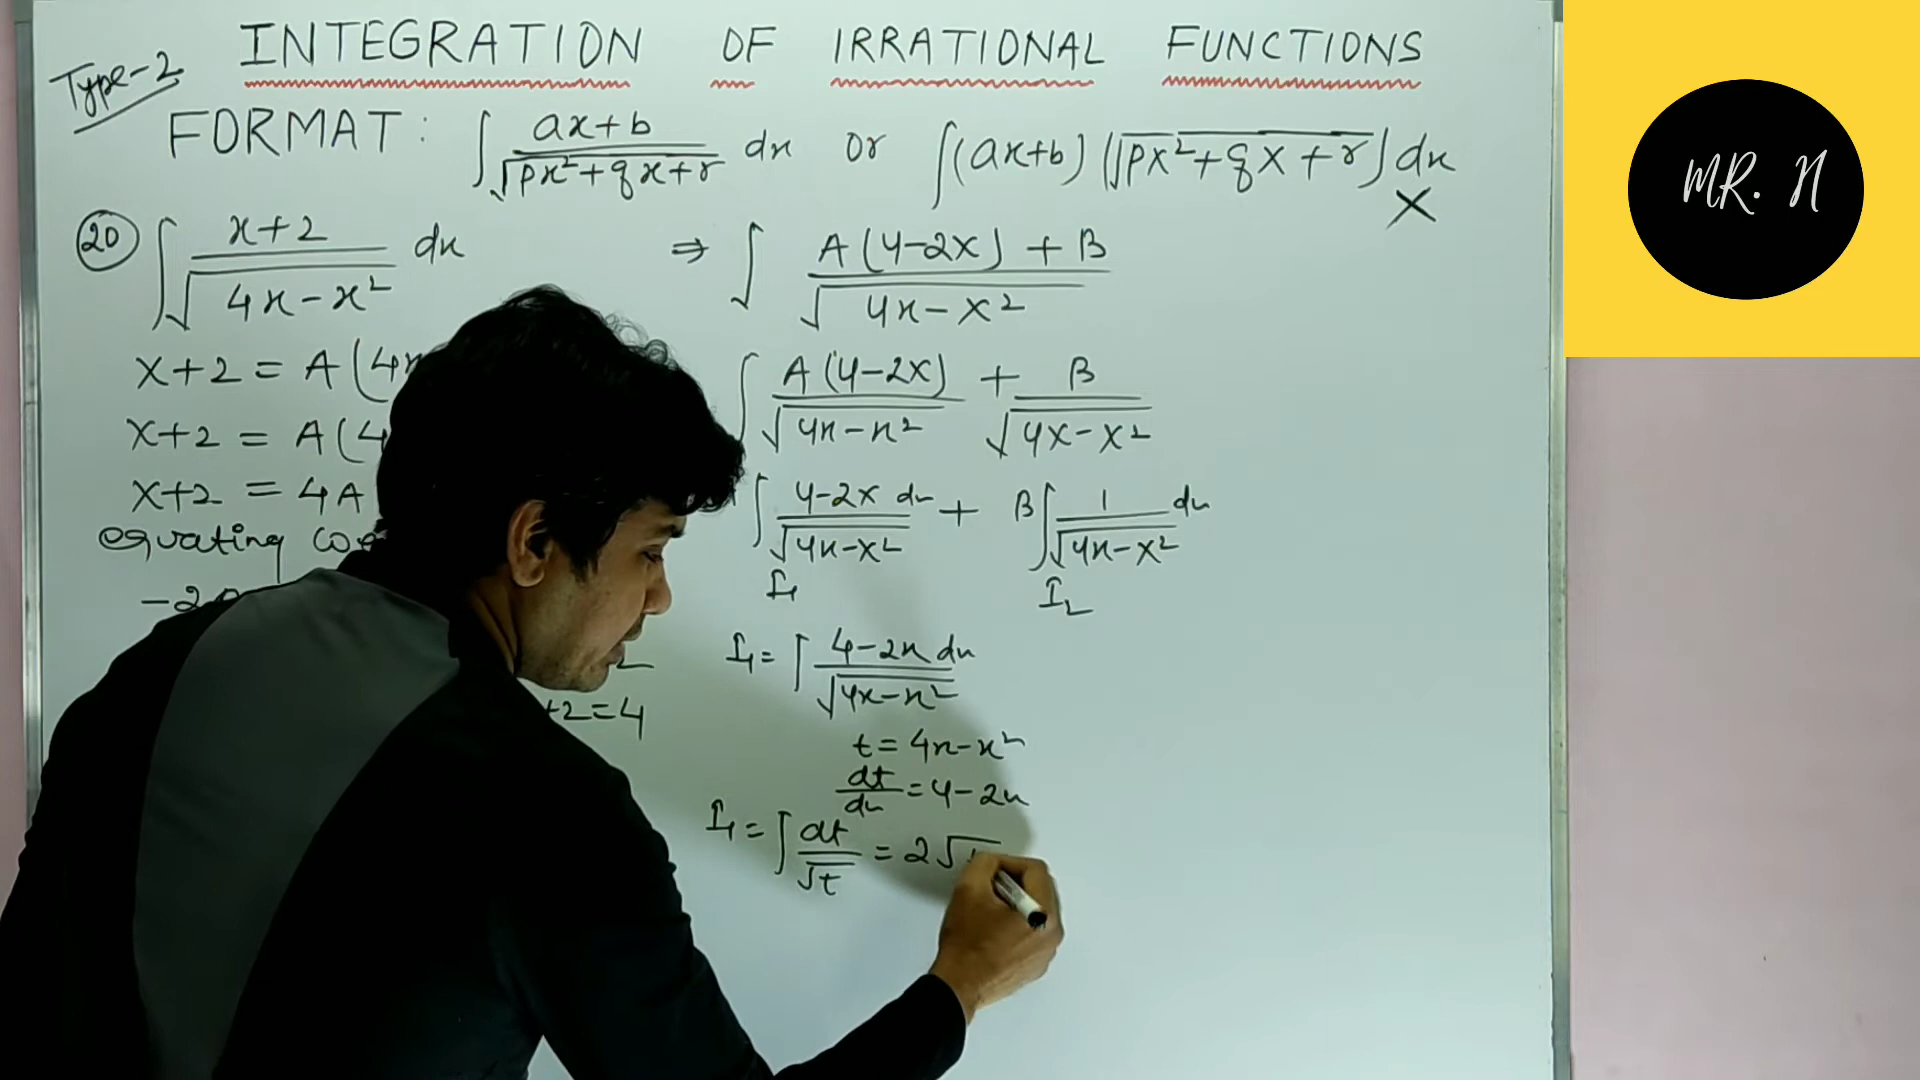 INTEGRATION OF IRRATIONAL FUNCTIONS
Type-2
FORMAT: ∫ ax+b / √(px²+qx+r) dx or ∫(ax+b)(√(px²+qx+r)) dx
X
MR. N
(20) ∫ x+2 / √(4x-x²) dx
x+2 = A(4x
x+2 = A(4
x+2 = 4A
equating
-2A
+2=4
⇒ ∫ A(4-2x)+B / √(4x-x²)
∫ A(4-2x) / √(4x-x²) + B / √(4x-x²)
∫ 4-2x dx / √(4x-x²) + B∫ 1 / √(4x-x²) dx
I₁ I₂
I₁ = ∫ 4-2x dx / √(4x-x²)
t = 4x-x²
dt/dx = 4-2x
I₁ = ∫ dt/√t = 2√